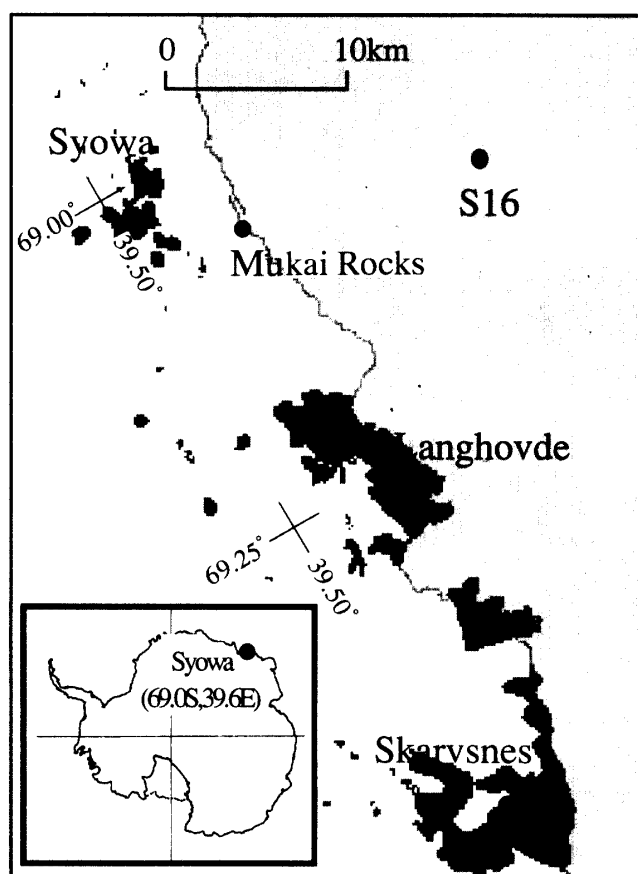 0 10km
Syowa
S16
69.00°
39.50°
Mukai Rocks
Langhovde
69.25°
39.50°
Syowa
(69.0S,39.6E)
Skarvsnes